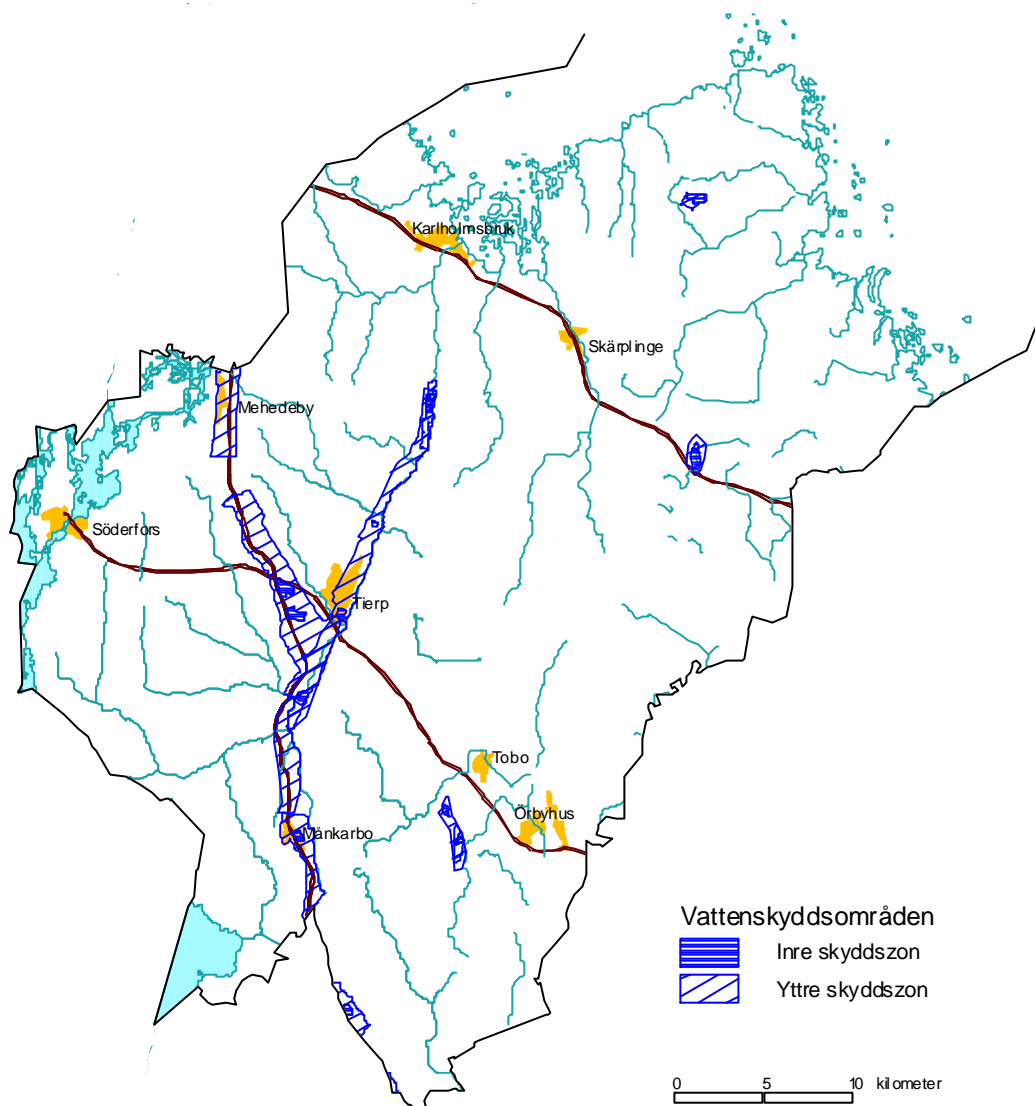 Karlholmsbruk
Skärplinge
Mehedeby
Söderfors
Tierp
Tobo
Örbyhus
Månkarbo
Vattenskyddsområden
Inre skyddszon
Yttre skyddszon
0 5 10 kilometer